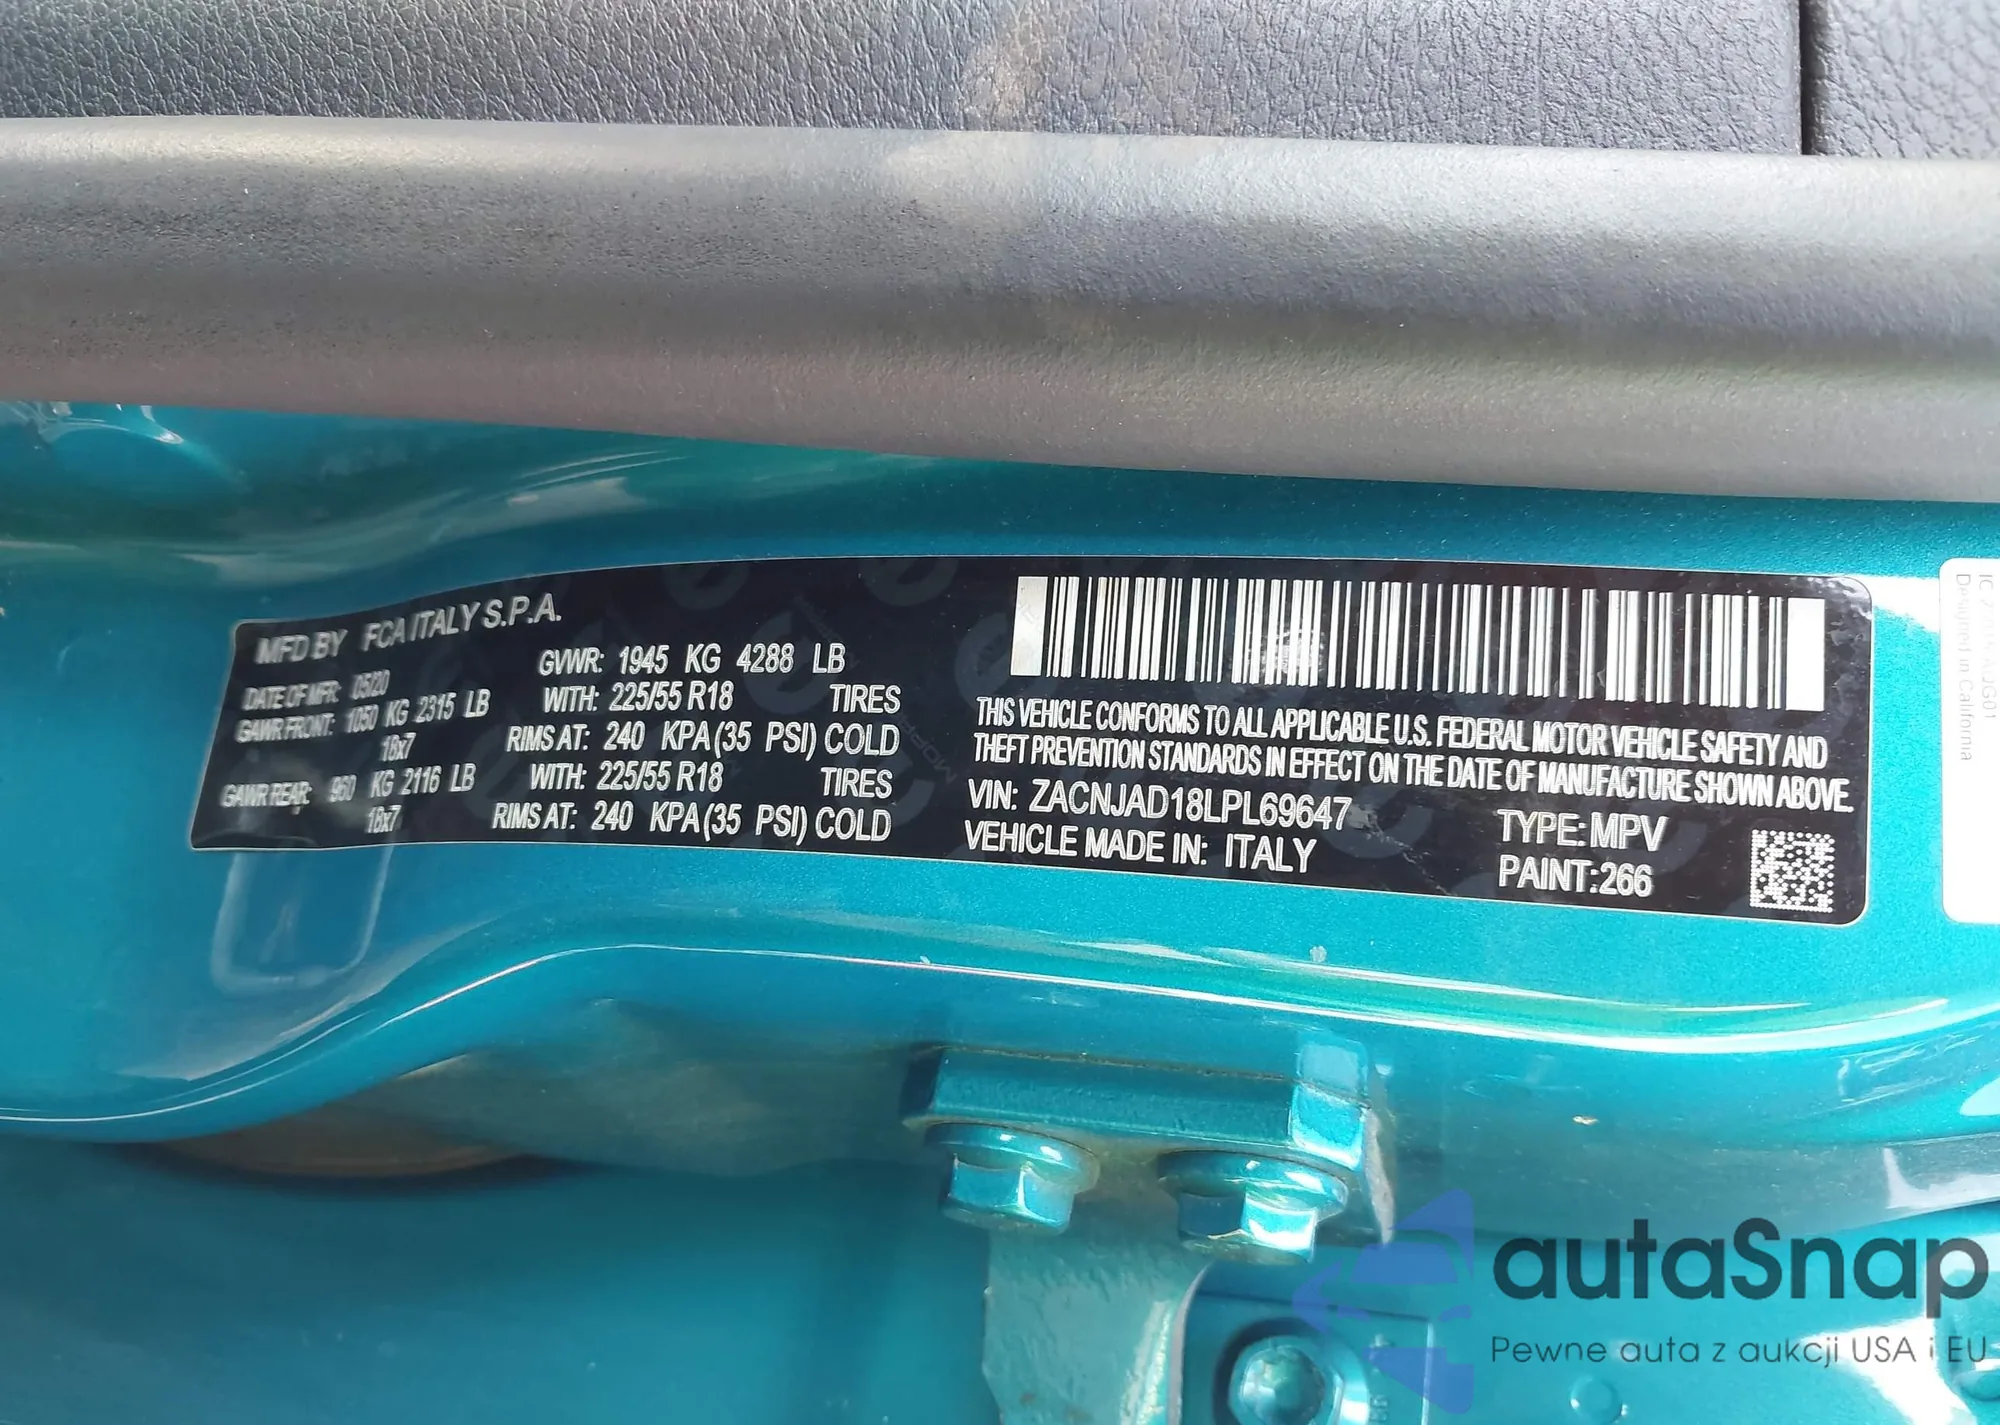 MFD BY FCA ITALY S.P.A.
DATE OF MFR: 05/20 GVWR: 1945 KG 4288 LB
GAWR FRONT: 1050 KG 2315 LB WITH: 225/55 R18 TIRES
18x7 RIMS AT: 240 KPA(35 PSI) COLD
GAWR REAR: 960 KG 2116 LB WITH: 225/55 R18 TIRES
18x7 RIMS AT: 240 KPA(35 PSI) COLD
THIS VEHICLE CONFORMS TO ALL APPLICABLE U.S. FEDERAL MOTOR VEHICLE SAFETY AND
THEFT PREVENTION STANDARDS IN EFFECT ON THE DATE OF MANUFACTURE SHOWN ABOVE.
VIN: ZACNJAD18LPL69647 TYPE: MPV
VEHICLE MADE IN: ITALY PAINT:266
Designed in California
autaSnap
Pewne auta z aukcji USA i EU